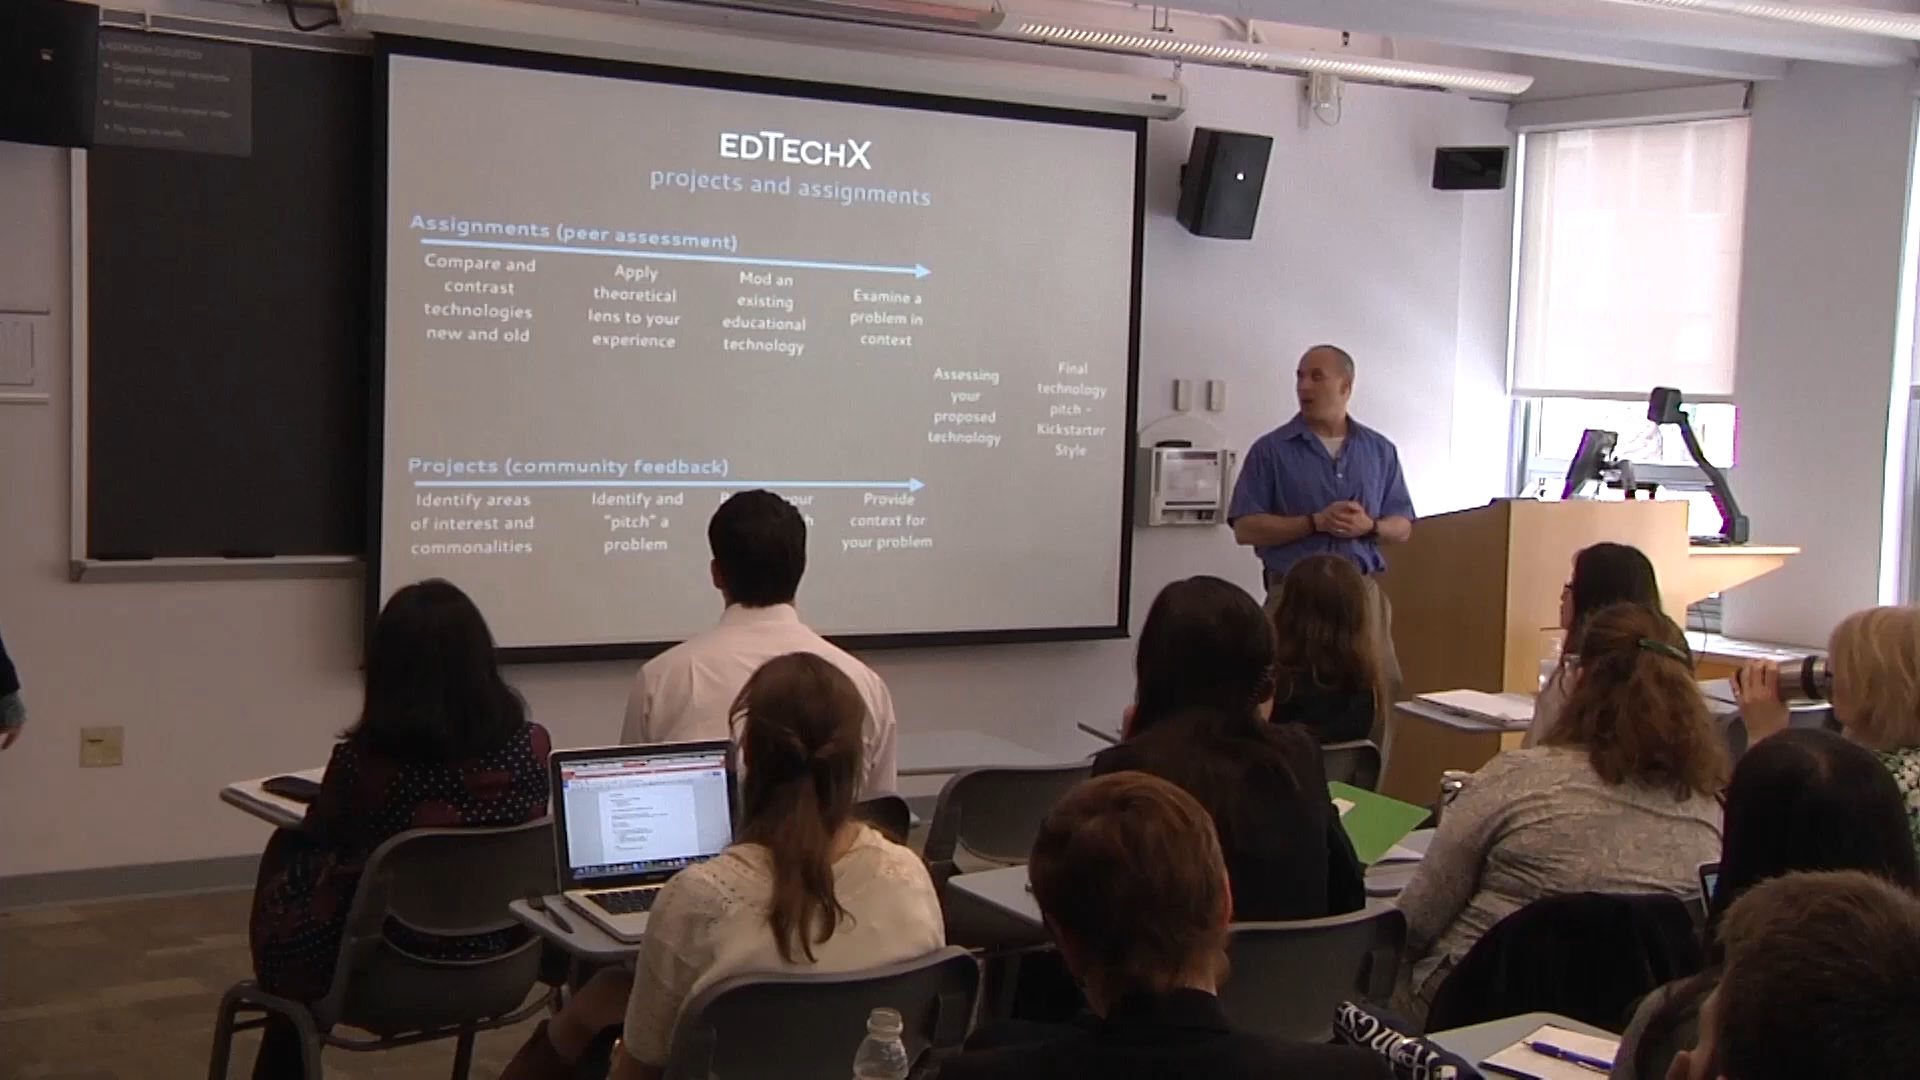 EDTECHX
projects and assignments
Assignments (peer assessment)
Compare and
contrast
technologies
new and old
Apply
theoretical
lens to your
experience
Mod an
existing
educational
technology
Examine a
problem in
context
Assessing
your
proposed
technology
Final
technology
pitch -
Kickstarter
Style
Projects (community feedback)
Identify areas
of interest and
commonalities
Identify and
"pitch" a
problem
your
Provide
context for
your problem